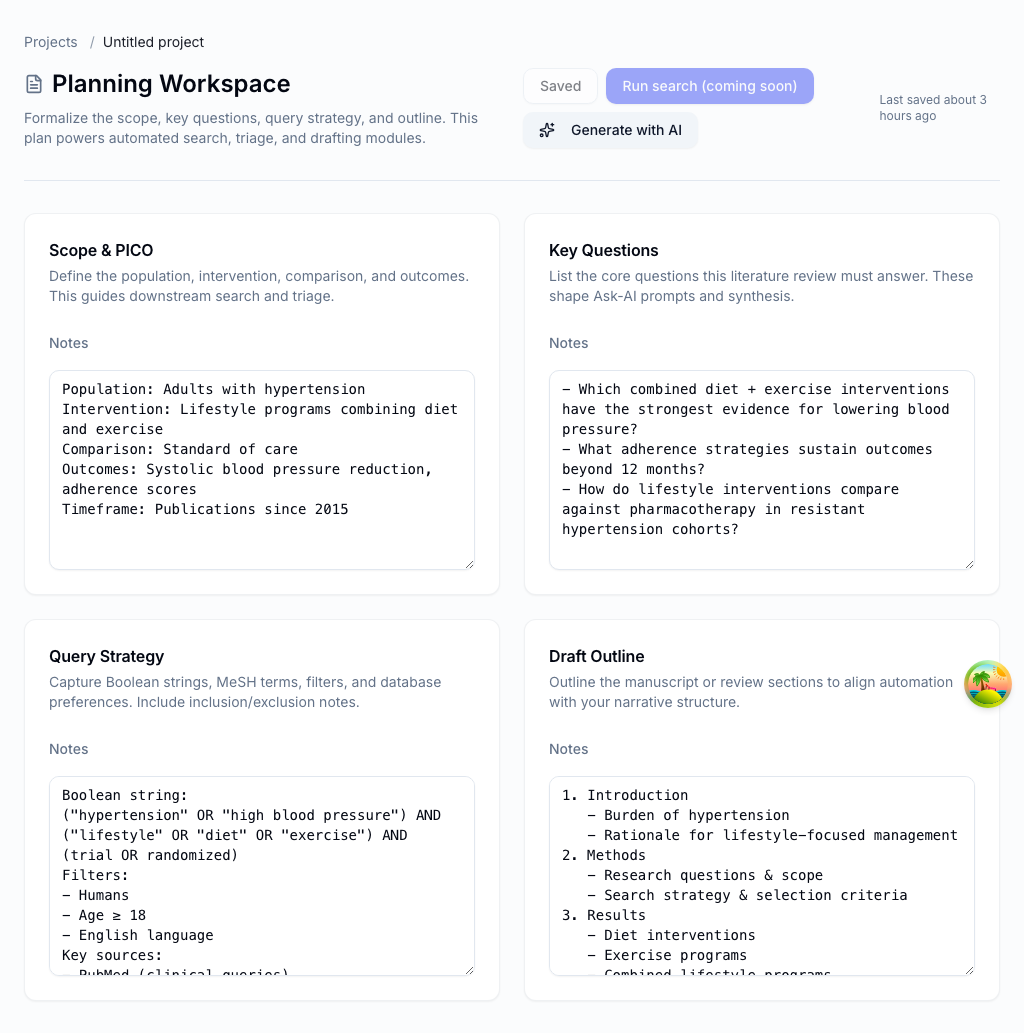 Projects / Untitled project
Planning Workspace
Formalize the scope, key questions, query strategy, and outline. This
plan powers automated search, triage, and drafting modules.
Saved
Run search (coming soon)
Generate with AI
Last saved about 3
hours ago
Scope & PICO
Define the population, intervention, comparison, and outcomes.
This guides downstream search and triage.
Notes
Population: Adults with hypertension
Intervention: Lifestyle programs combining diet
and exercise
Comparison: Standard of care
Outcomes: Systolic blood pressure reduction,
adherence scores
Timeframe: Publications since 2015
Key Questions
List the core questions this literature review must answer. These
shape Ask-AI prompts and synthesis.
Notes
– Which combined diet + exercise interventions
have the strongest evidence for lowering blood
pressure?
– What adherence strategies sustain outcomes
beyond 12 months?
– How do lifestyle interventions compare
against pharmacotherapy in resistant
hypertension cohorts?
Query Strategy
Capture Boolean strings, MeSH terms, filters, and database
preferences. Include inclusion/exclusion notes.
Notes
Boolean string:
("hypertension" OR "high blood pressure") AND
("lifestyle" OR "diet" OR "exercise") AND
(trial OR randomized)
Filters:
– Humans
– Age ≥ 18
– English language
Key sources:
– PubMed (clinical queries)
Draft Outline
Outline the manuscript or review sections to align automation
with your narrative structure.
Notes
1. Introduction
– Burden of hypertension
– Rationale for lifestyle–focused management
2. Methods
– Research questions & scope
– Search strategy & selection criteria
3. Results
– Diet interventions
– Exercise programs
– Combined lifestyle programs